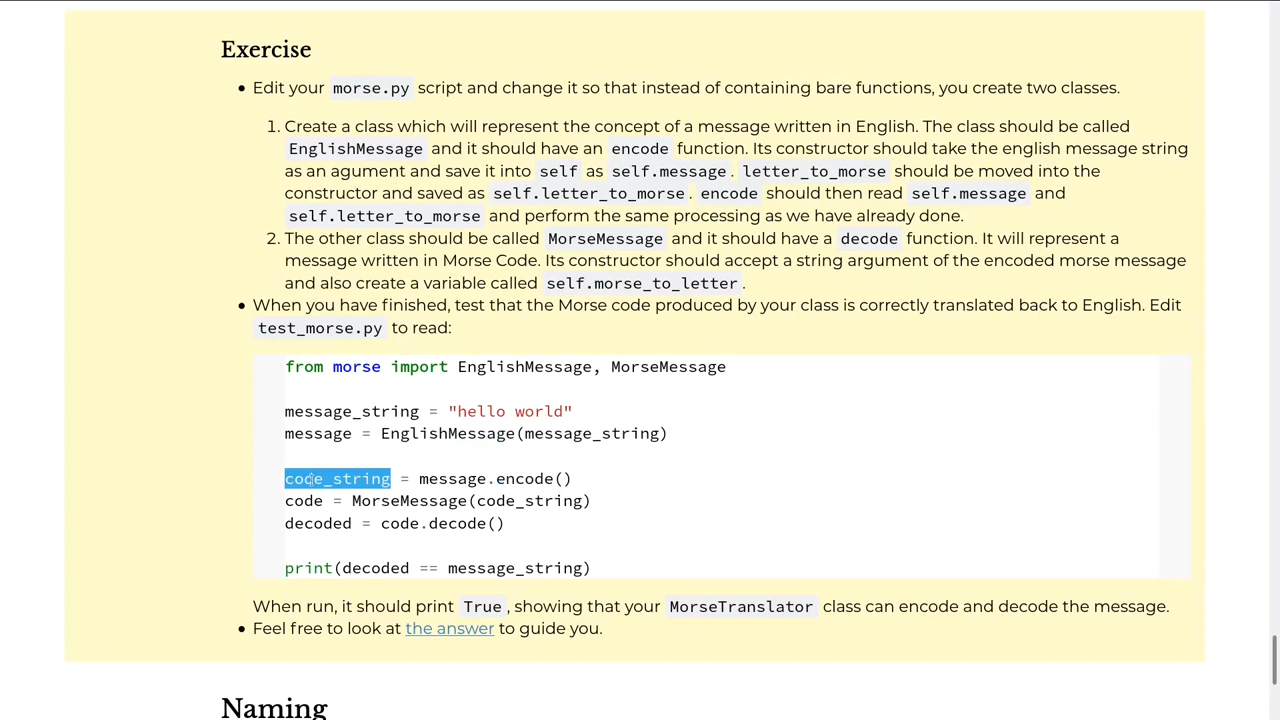 Exercise
• Edit your morse.py script and change it so that instead of containing bare functions, you create two classes.
1. Create a class which will represent the concept of a message written in English. The class should be called
EnglishMessage and it should have an encode function. Its constructor should take the english message string
as an agument and save it into self as self.message. letter_to_morse should be moved into the
constructor and saved as self.letter_to_morse. encode should then read self.message and
self.letter_to_morse and perform the same processing as we have already done.
2. The other class should be called MorseMessage and it should have a decode function. It will represent a
message written in Morse Code. Its constructor should accept a string argument of the encoded morse message
and also create a variable called self.morse_to_letter.
• When you have finished, test that the Morse code produced by your class is correctly translated back to English. Edit
test_morse.py to read:
from morse import EnglishMessage, MorseMessage
message_string = "hello world"
message = EnglishMessage(message_string)
code_string = message.encode()
code = MorseMessage(code_string)
decoded = code.decode()
print(decoded == message_string)
When run, it should print True, showing that your MorseTranslator class can encode and decode the message.
• Feel free to look at the answer to guide you.
Naming